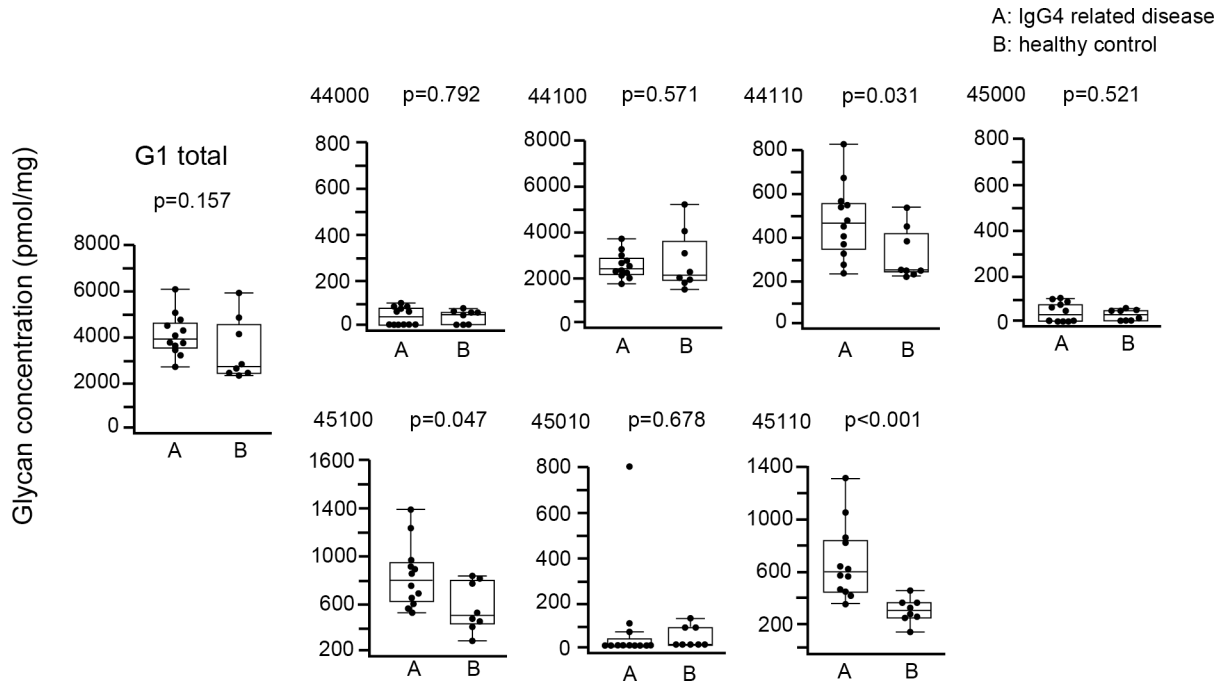 A: IgG4 related disease
B: healthy control
Glycan concentration (pmol/mg)
G1 total
p=0.157
8000
6000
4000
2000
0
A B
44000 p=0.792
800
600
400
200
0
A B
44100 p=0.571
8000
6000
4000
2000
0
A B
44110 p=0.031
800
600
400
200
0
A B
45000 p=0.521
800
600
400
200
0
A B
45100 p=0.047
1600
1400
1000
600
200
A B
45010 p=0.678
800
600
400
200
0
A B
45110 p<0.001
1400
1000
600
200
A B